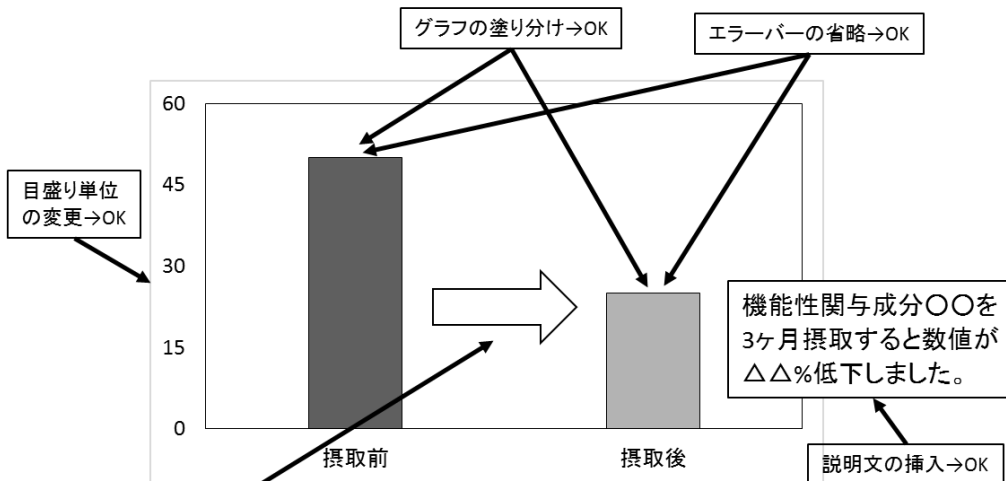 グラフの塗り分け→OK
エラーバーの省略→OK
目盛り単位
の変更→OK
60
45
30
15
0
摂取前
摂取後
機能性関与成分〇〇を
3ヶ月摂取すると数値が
△△%低下しました。
説明文の挿入→OK